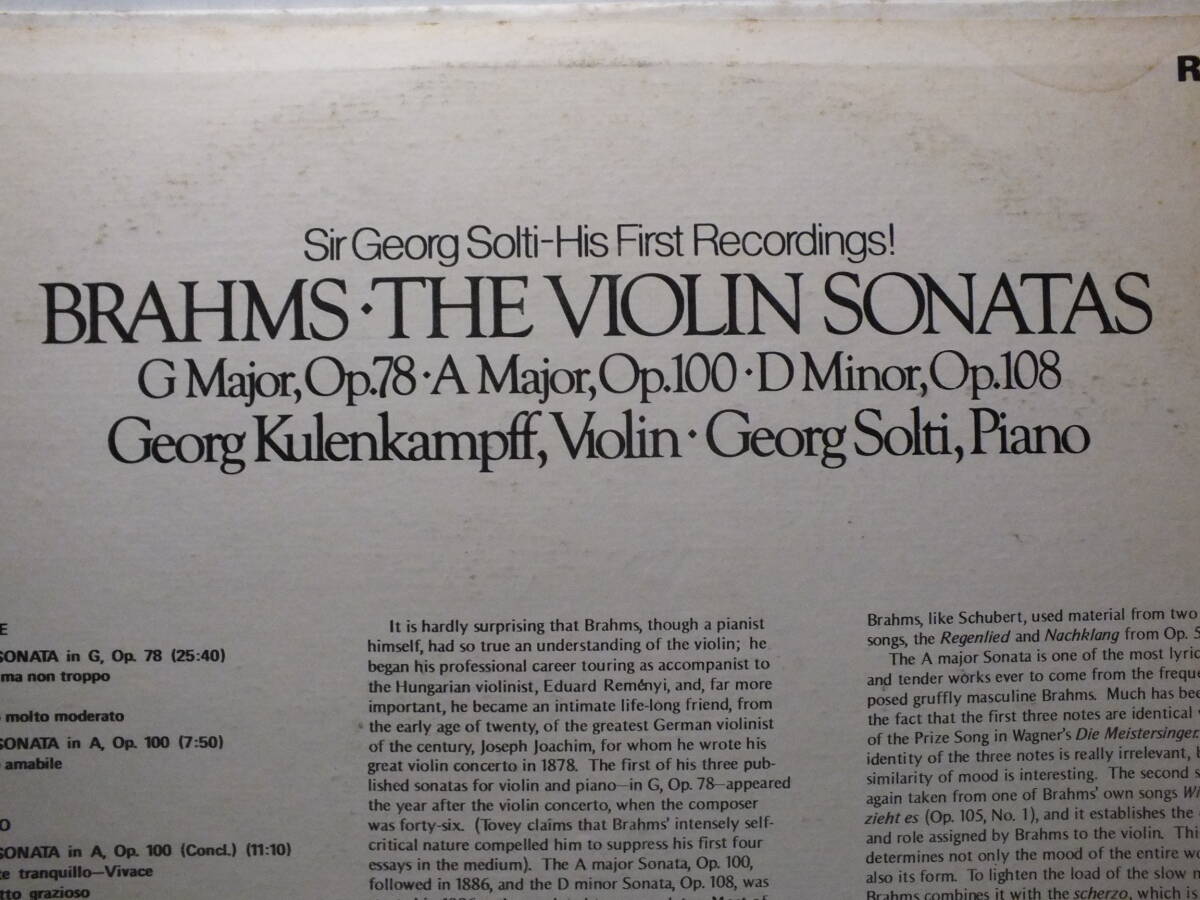 R
Sir Georg Solti-His First Recordings!
BRAHMS·THE VIOLIN SONATAS
G Major, Op.78·A Major, Op.100·D Minor, Op.108
Georg Kulenkampff, Violin·Georg Solti, Piano
E
SONATA in G, Op. 78 (25:40)
ma non troppo
molto moderato
SONATA in A, Op. 100 (7:50)
amabile
O
SONATA in A, Op. 100 (Concl.) (11:10)
te tranquillo—Vivace
tto grazioso
It is hardly surprising that Brahms, though a pianist
himself, had so true an understanding of the violin; he
began his professional career touring as accompanist to
the Hungarian violinist, Eduard Reményi, and, far more
important, he became an intimate life-long friend, from
the early age of twenty, of the greatest German violinist
of the century, Joseph Joachim, for whom he wrote his
great violin concerto in 1878. The first of his three pub-
lished sonatas for violin and piano—in G, Op. 78—appeared
the year after the violin concerto, when the composer
was forty-six. (Tovey claims that Brahms' intensely self-
critical nature compelled him to suppress his first four
essays in the medium). The A major Sonata, Op. 100,
followed in 1886, and the D minor Sonata, Op. 108, was
Brahms, like Schubert, used material from two
songs, the Regenlied and Nachklang from Op. 5
The A major Sonata is one of the most lyric
and tender works ever to come from the freque
posed gruffly masculine Brahms. Much has bee
the fact that the first three notes are identical
of the Prize Song in Wagner's Die Meistersinger.
identity of the three notes is really irrelevant, b
similarity of mood is interesting. The second s
again taken from one of Brahms' own songs Wi
zieht es (Op. 105, No. 1), and it establishes the
and role assigned by Brahms to the violin. Thi
determines not only the mood of the entire wo
also its form. To lighten the load of the slow m
Brahms combines it with the scherzo, which is